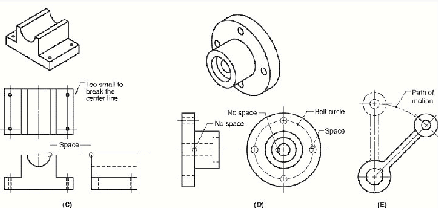 Too small to
break the
center line
Space
(C)
No space
No space
Bolt circle
Space
(D)
Path of
motion
(E)